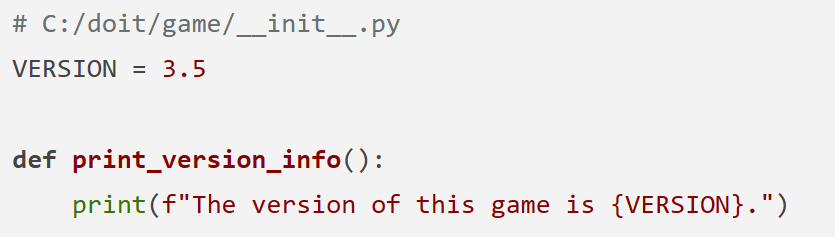 # C:/doit/game/__init__.py
VERSION = 3.5

def print_version_info():
    print(f"The version of this game is {VERSION}.")